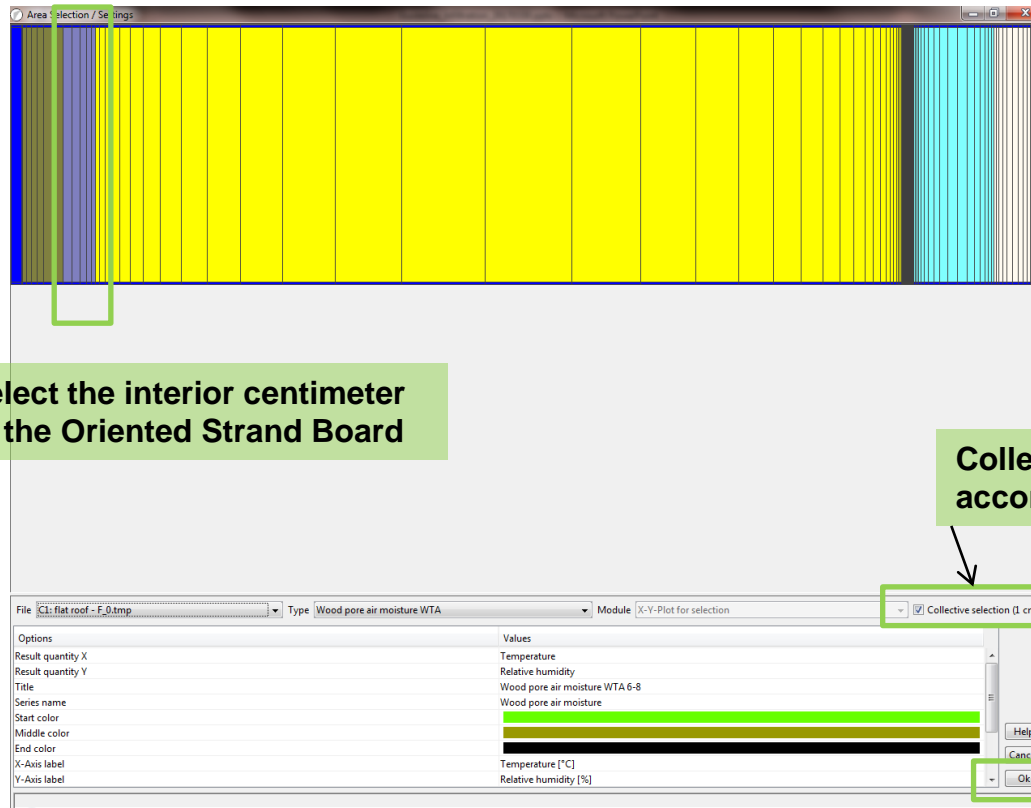 Area Selection / Settings
elect the interior centimeter
the Oriented Strand Board
Colle
accor
File C1: flat roof - F_0.tmp Type Wood pore air moisture WTA Module X-Y-Plot for selection Collective selection (1 cr
Options Values
Result quantity X Temperature
Result quantity Y Relative humidity
Title Wood pore air moisture WTA 6-8
Series name Wood pore air moisture
Start color
Middle color
End color
X-Axis label Temperature [°C]
Y-Axis label Relative humidity [%]
Help
Canc
Ok